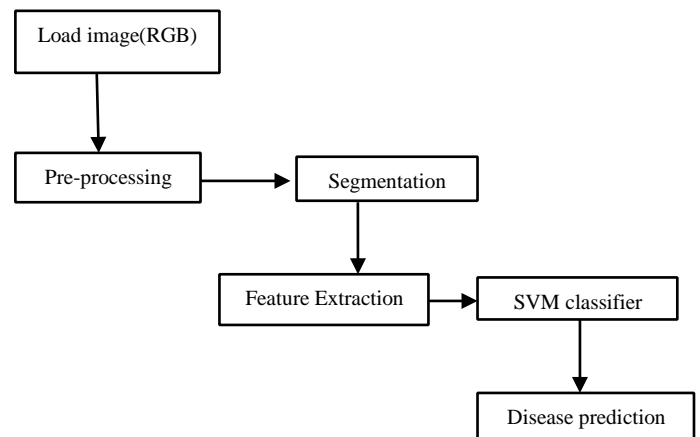 Load image(RGB)
Pre-processing
Segmentation
Feature Extraction
SVM classifier
Disease prediction